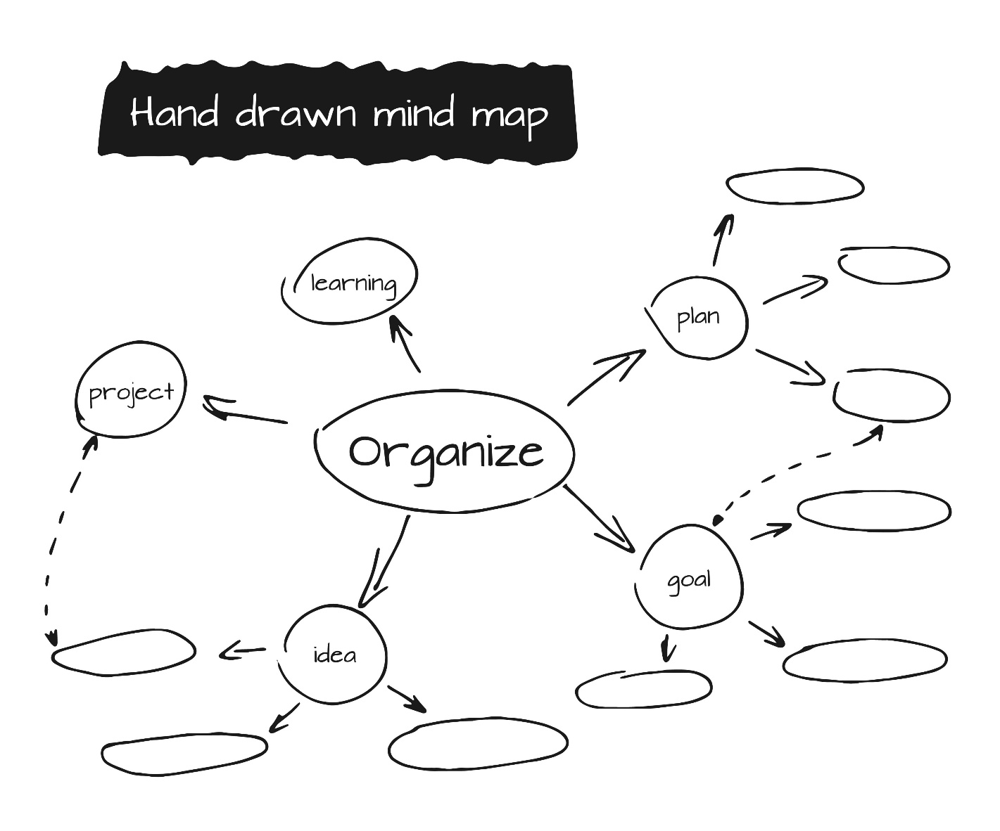 Hand drawn mind map
learning
plan
project
Organize
goal
idea